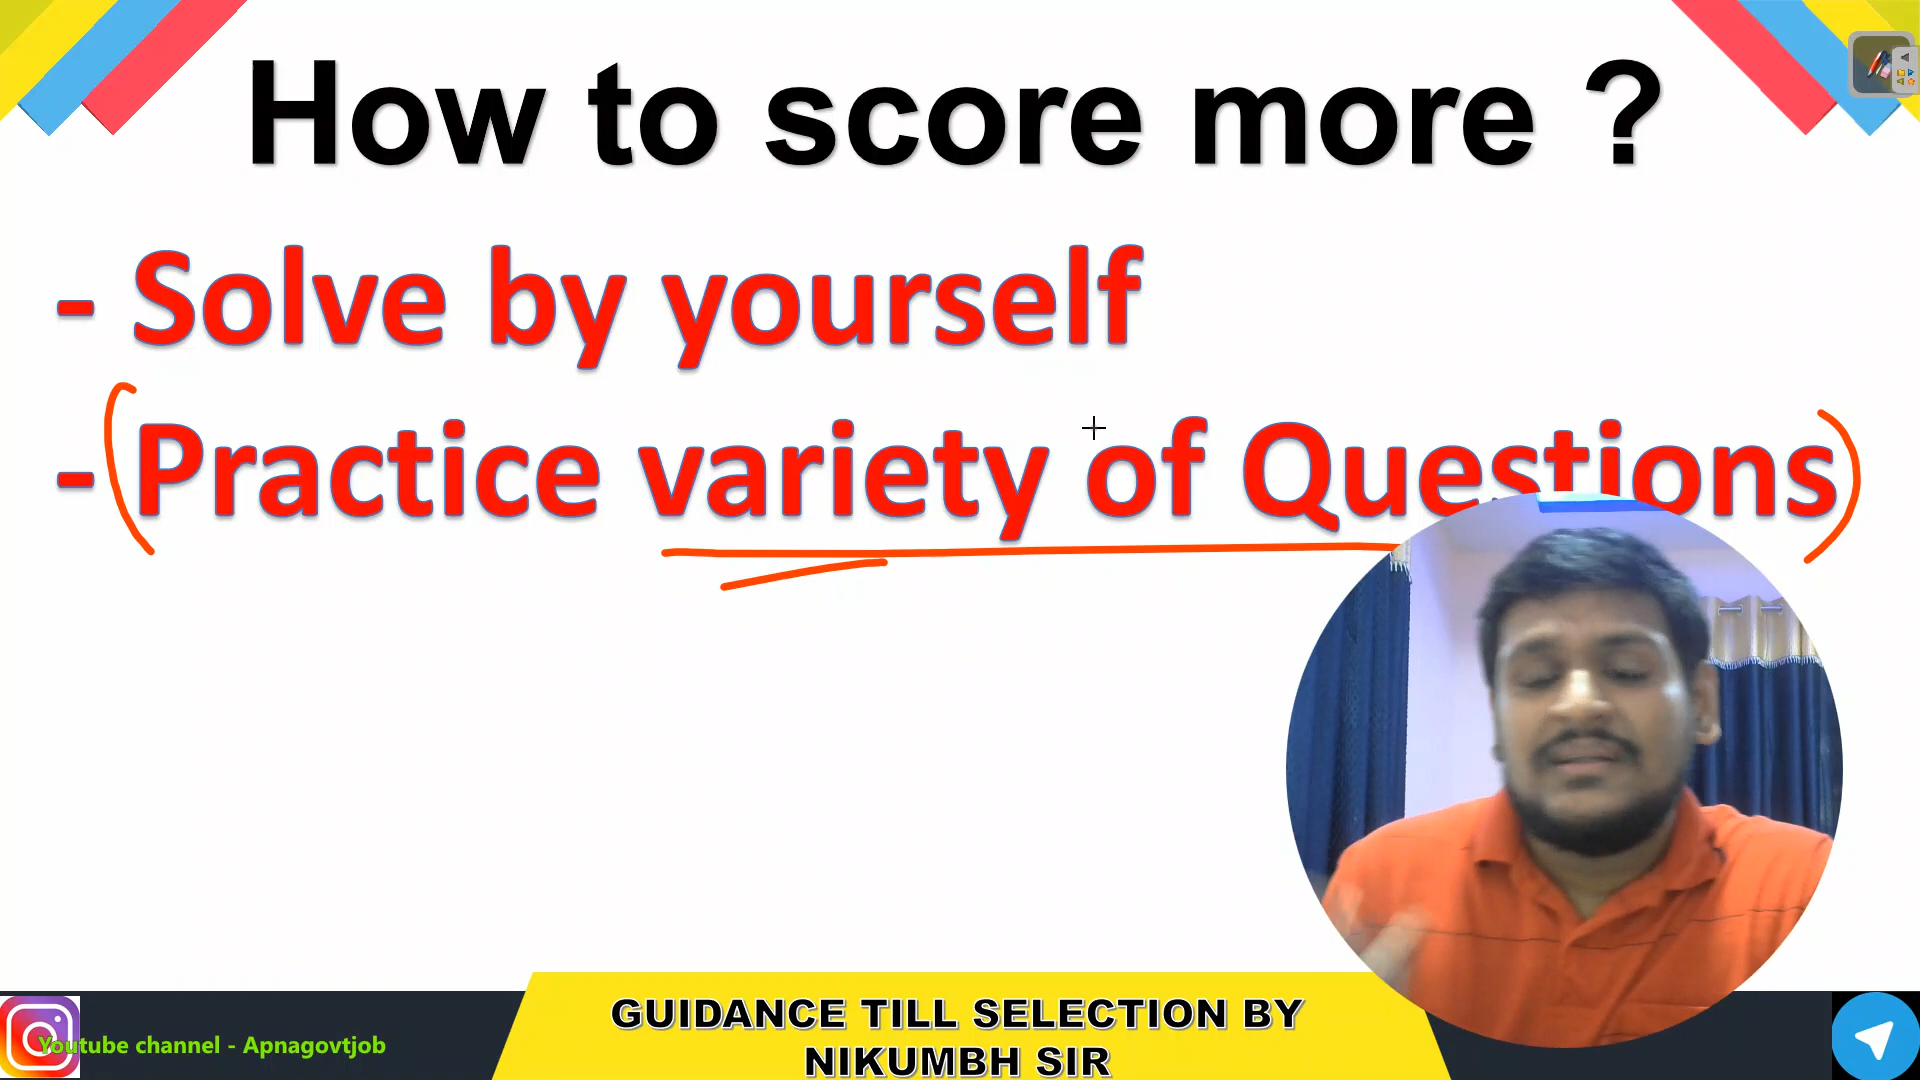 How to score more ?
- Solve by yourself
- Practice variety of Questions
GUIDANCE TILL SELECTION BY
NIKUMBH SIR
Youtube channel - Apnagovtjob